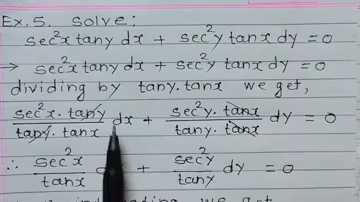 Ex.5. solve:
sec²x tany dx + sec²y tanx dy = 0
→ sec²x tany dx + sec²y tanx dy = 0
dividing by tany.tanx we get,
sec²x · tany / tany · tanx dx + sec²y · tanx / tany · tanx dy = 0
∴ sec²x / tanx + sec²y / tany dy = 0
we get